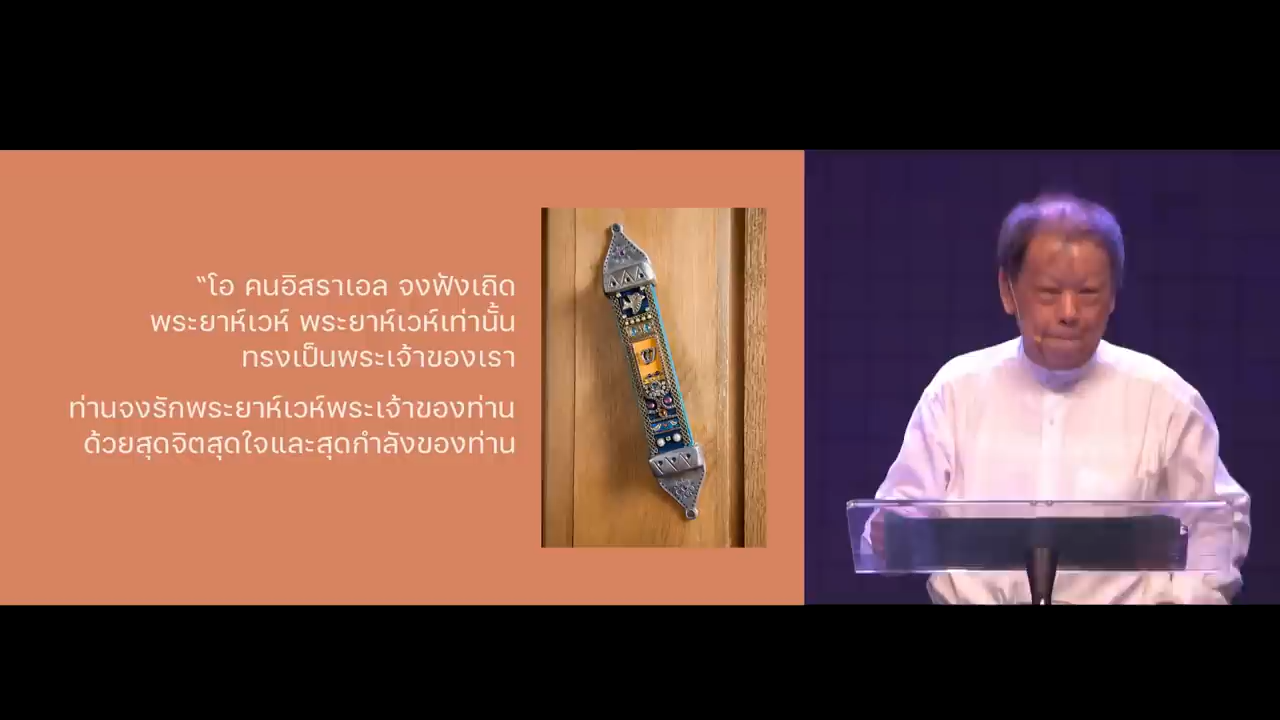 “โอ คนอิสราเอล จงฟังเถิด
พระยาห์เวห์ พระยาห์เวห์เท่านั้น
ทรงเป็นพระเจ้าของเรา
ท่านจงรักพระยาห์เวห์พระเจ้าของท่าน
ด้วยสุดจิตสุดใจและสุดกำลังของท่าน